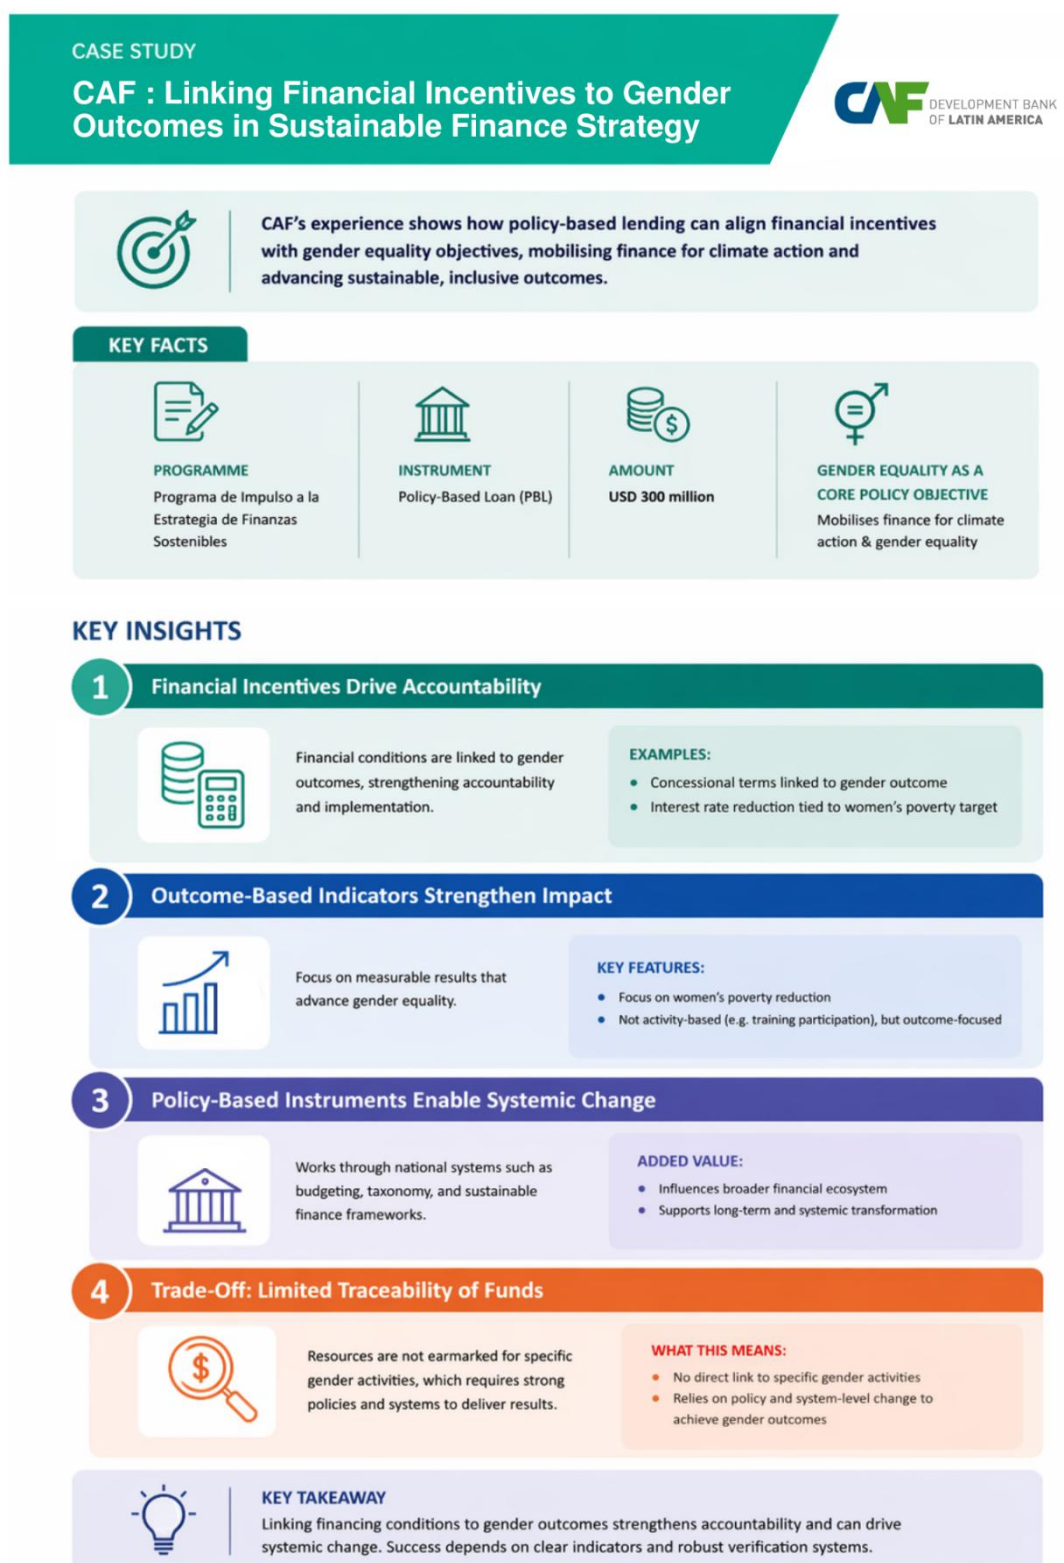 CASE STUDY
CAF : Linking Financial Incentives to Gender
Outcomes in Sustainable Finance Strategy
CAF
DEVELOPMENT BANK
OF LATIN AMERICA
CAF’s experience shows how policy-based lending can align financial incentives
with gender equality objectives, mobilising finance for climate action and
advancing sustainable, inclusive outcomes.
KEY FACTS
PROGRAMME
Programa de Impulso a la
Estrategia de Finanzas
Sostenibles
INSTRUMENT
Policy-Based Loan (PBL)
$
AMOUNT
USD 300 million
GENDER EQUALITY AS A
CORE POLICY OBJECTIVE
Mobilises finance for climate
action & gender equality
KEY INSIGHTS
1
Financial Incentives Drive Accountability
Financial conditions are linked to gender
outcomes, strengthening accountability
and implementation.
EXAMPLES:
• Concessional terms linked to gender outcome
• Interest rate reduction tied to women’s poverty target
2
Outcome-Based Indicators Strengthen Impact
Focus on measurable results that
advance gender equality.
KEY FEATURES:
• Focus on women’s poverty reduction
• Not activity-based (e.g. training participation), but outcome-focused
3
Policy-Based Instruments Enable Systemic Change
Works through national systems such as
budgeting, taxonomy, and sustainable
finance frameworks.
ADDED VALUE:
• Influences broader financial ecosystem
• Supports long-term and systemic transformation
4
Trade-Off: Limited Traceability of Funds
$
Resources are not earmarked for specific
gender activities, which requires strong
policies and systems to deliver results.
WHAT THIS MEANS:
• No direct link to specific gender activities
• Relies on policy and system-level change to
achieve gender outcomes
KEY TAKEAWAY
Linking financing conditions to gender outcomes strengthens accountability and can drive
systemic change. Success depends on clear indicators and robust verification systems.